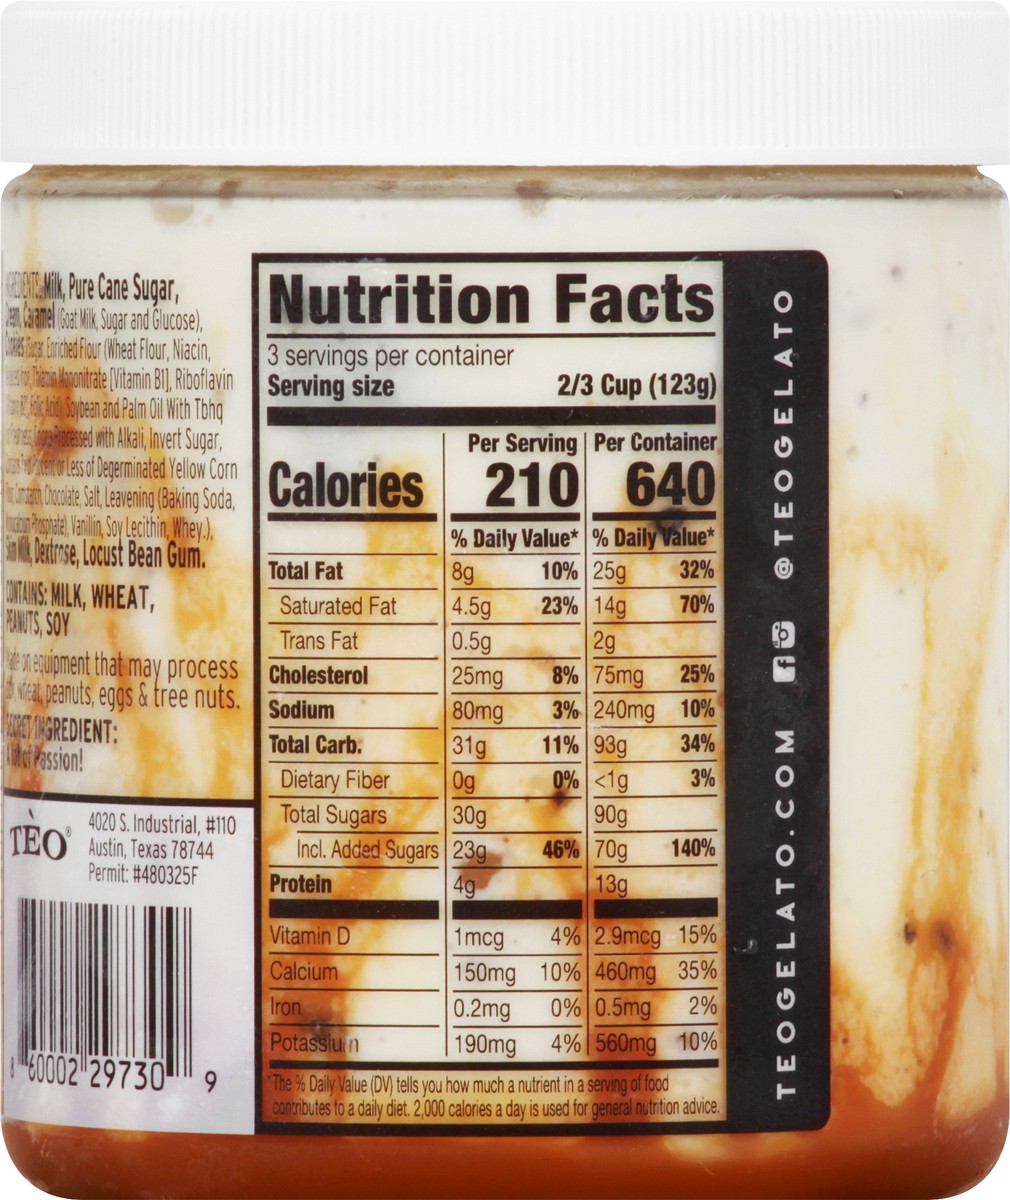 Milk, Pure Cane Sugar,
Caramel (Goat Milk, Sugar and Glucose),
Enriched Flour (Wheat Flour, Niacin,
Mononitrate [Vitamin B1], Riboflavin
Folic Acid), Soybean and Palm Oil With Tbhq
Processed with Alkali, Invert Sugar,
or Less of Degerminated Yellow Corn
Chocolate, Salt, Leavening (Baking Soda,
Phosphate), Vanillin, Soy Lecithin, Whey.),
Milk, Dextrose, Locust Bean Gum.
CONTAINS: MILK, WHEAT,
PEANUTS, SOY
on equipment that may process
wheat, peanuts, eggs & tree nuts.
INGREDIENT:
of Passion!
TÈO®
4020 S. Industrial, #110
Austin, Texas 78744
Permit: #480325F
8 60002 29730 9
Nutrition Facts
3 servings per container
Serving size 2/3 Cup (123g)
Per Serving Per Container
Calories 210 640
% Daily Value* % Daily Value*
Total Fat 8g 10% 25g 32%
Saturated Fat 4.5g 23% 14g 70%
Trans Fat 0.5g 2g
Cholesterol 25mg 8% 75mg 25%
Sodium 80mg 3% 240mg 10%
Total Carb. 31g 11% 93g 34%
Dietary Fiber 0g 0% <1g 3%
Total Sugars 30g 90g
Incl. Added Sugars 23g 46% 70g 140%
Protein 4g 13g
Vitamin D 1mcg 4% 2.9mcg 15%
Calcium 150mg 10% 460mg 35%
Iron 0.2mg 0% 0.5mg 2%
Potassium 190mg 4% 560mg 10%
*The % Daily Value (DV) tells you how much a nutrient in a serving of food
contributes to a daily diet. 2,000 calories a day is used for general nutrition advice.
TEOGELATO.COM @TEOGELATO